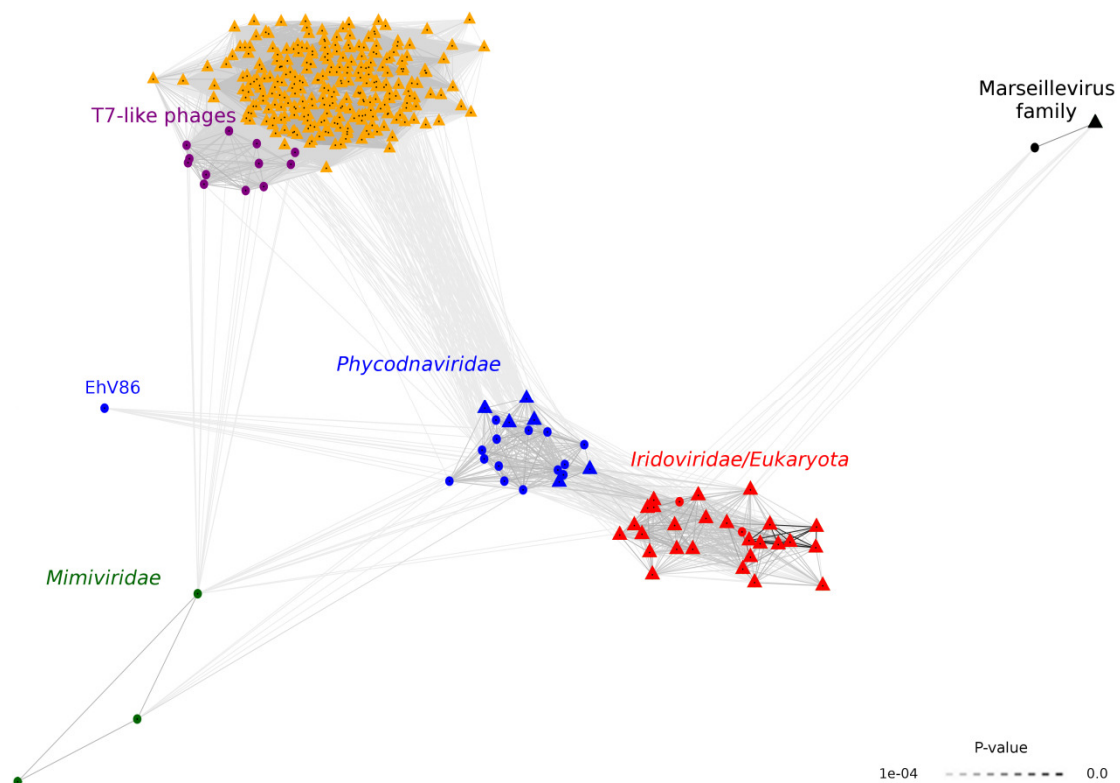 T7-like phages
Marseillevirus
family
Phycodnaviridae
EhV86
Iridoviridae/Eukaryota
Mimiviridae
P-value
1e-04 0.0